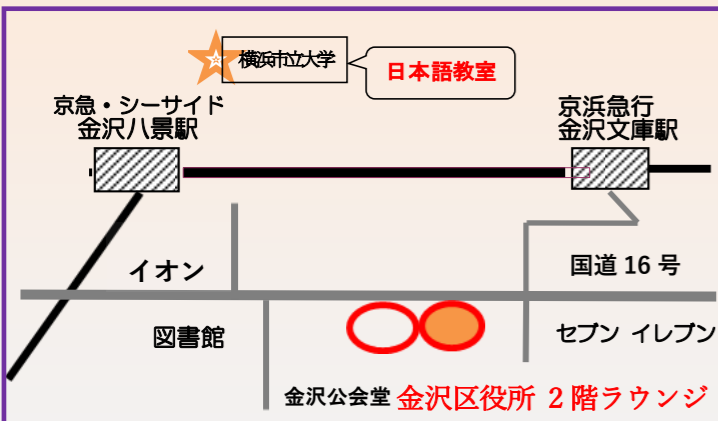 横浜市立大学
日本語教室
京急・シーサイド
金沢八景駅
京浜急行
金沢文庫駅
イオン
国道 16 号
図書館
セブン イレブン
金沢公会堂 金沢区役所 2 階ラウンジ